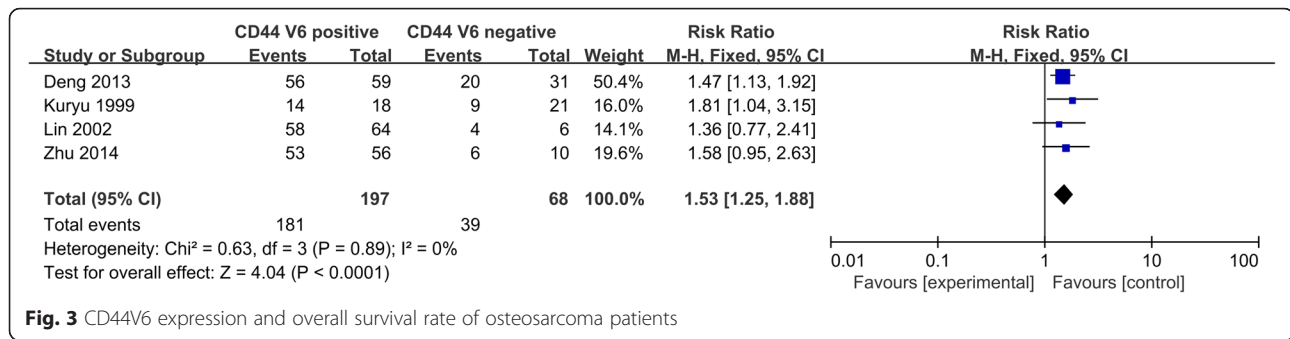 CD44 V6 positive CD44 V6 negative Risk Ratio Risk Ratio
Study or Subgroup Events Total Events Total Weight M-H, Fixed, 95% CI M-H, Fixed, 95% CI
Deng 2013 56 59 20 31 50.4% 1.47 [1.13, 1.92]
Kuryu 1999 14 18 9 21 16.0% 1.81 [1.04, 3.15]
Lin 2002 58 64 4 6 14.1% 1.36 [0.77, 2.41]
Zhu 2014 53 56 6 10 19.6% 1.58 [0.95, 2.63]
Total (95% CI) 197 68 100.0% 1.53 [1.25, 1.88]
Total events 181 39
Heterogeneity: Chi² = 0.63, df = 3 (P = 0.89); I² = 0%
Test for overall effect: Z = 4.04 (P < 0.0001)
0.01 0.1 1 10 100
Favours [experimental] Favours [control]
Fig. 3 CD44V6 expression and overall survival rate of osteosarcoma patients